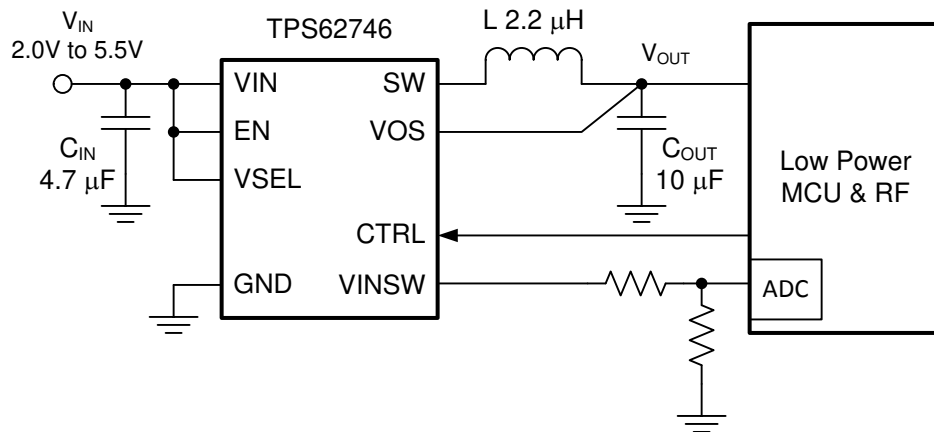 V_IN
2.0V to 5.5V
TPS62746
L 2.2 μH
V_OUT
VIN
SW
EN
VOS
C_IN
4.7 μF
VSEL
C_OUT
10 μF
Low Power
MCU & RF
CTRL
GND
VINSW
ADC